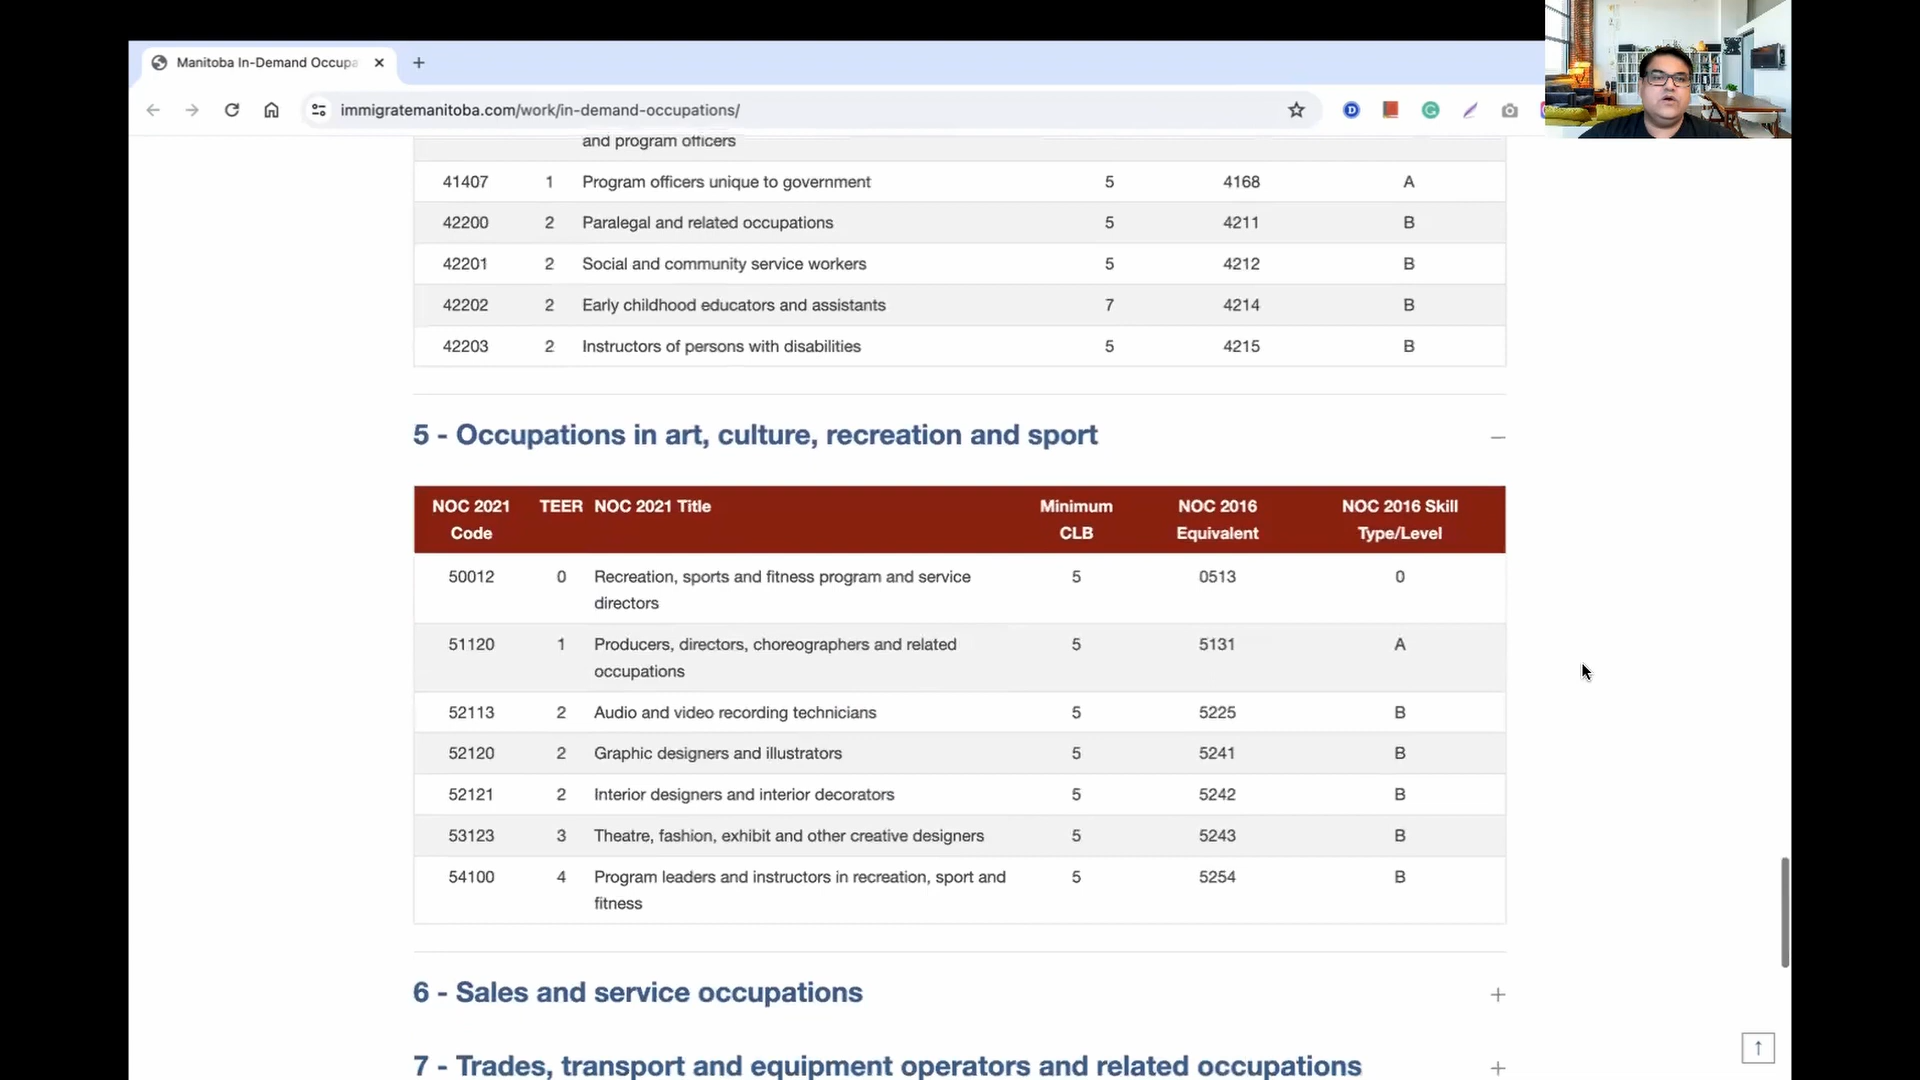 Manitoba In-Demand Occupa
immigratemanitoba.com/work/in-demand-occupations/
and program officers
41407 1 Program officers unique to government 5 4168 A
42200 2 Paralegal and related occupations 5 4211 B
42201 2 Social and community service workers 5 4212 B
42202 2 Early childhood educators and assistants 7 4214 B
42203 2 Instructors of persons with disabilities 5 4215 B
5 - Occupations in art, culture, recreation and sport
NOC 2021 TEER NOC 2021 Title Minimum NOC 2016 NOC 2016 Skill
Code CLB Equivalent Type/Level
50012 0 Recreation, sports and fitness program and service 5 0513 0
directors
51120 1 Producers, directors, choreographers and related 5 5131 A
occupations
52113 2 Audio and video recording technicians 5 5225 B
52120 2 Graphic designers and illustrators 5 5241 B
52121 2 Interior designers and interior decorators 5 5242 B
53123 3 Theatre, fashion, exhibit and other creative designers 5 5243 B
54100 4 Program leaders and instructors in recreation, sport and 5 5254 B
fitness
6 - Sales and service occupations
7 - Trades, transport and equipment operators and related occupations